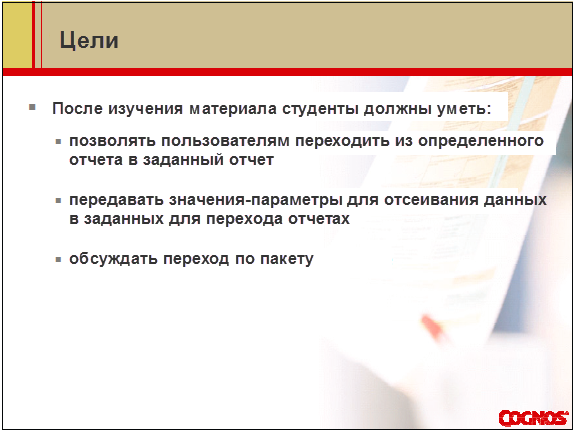 Цели
После изучения материала студенты должны уметь:
позволять пользователям переходить из определенного
отчета в заданный отчет
передавать значения-параметры для отсеивания данных
в заданных для перехода отчетах
обсуждать переход по пакету
COGNOS